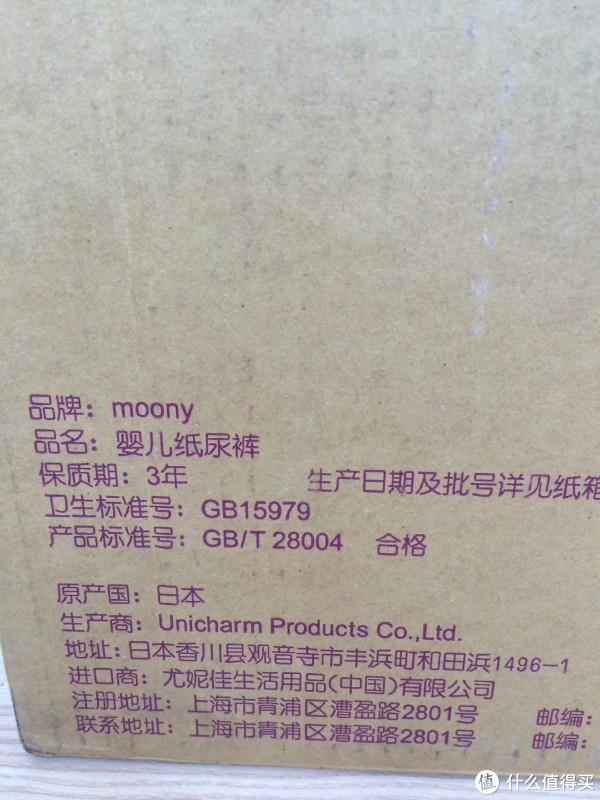 品牌：moony
品名：婴儿纸尿裤
保质期：3年 生产日期及批号详见纸箱
卫生标准号：GB15979
产品标准号：GB/T 28004 合格
原产国：日本
生产商：Unicharm Products Co.,Ltd.
地址：日本香川县观音寺市丰浜町和田浜1496-1
进口商：尤妮佳生活用品(中国)有限公司
注册地址：上海市青浦区漕盈路2801号 邮编：
联系地址：上海市青浦区漕盈路2801号 邮编：
值 什么值得买